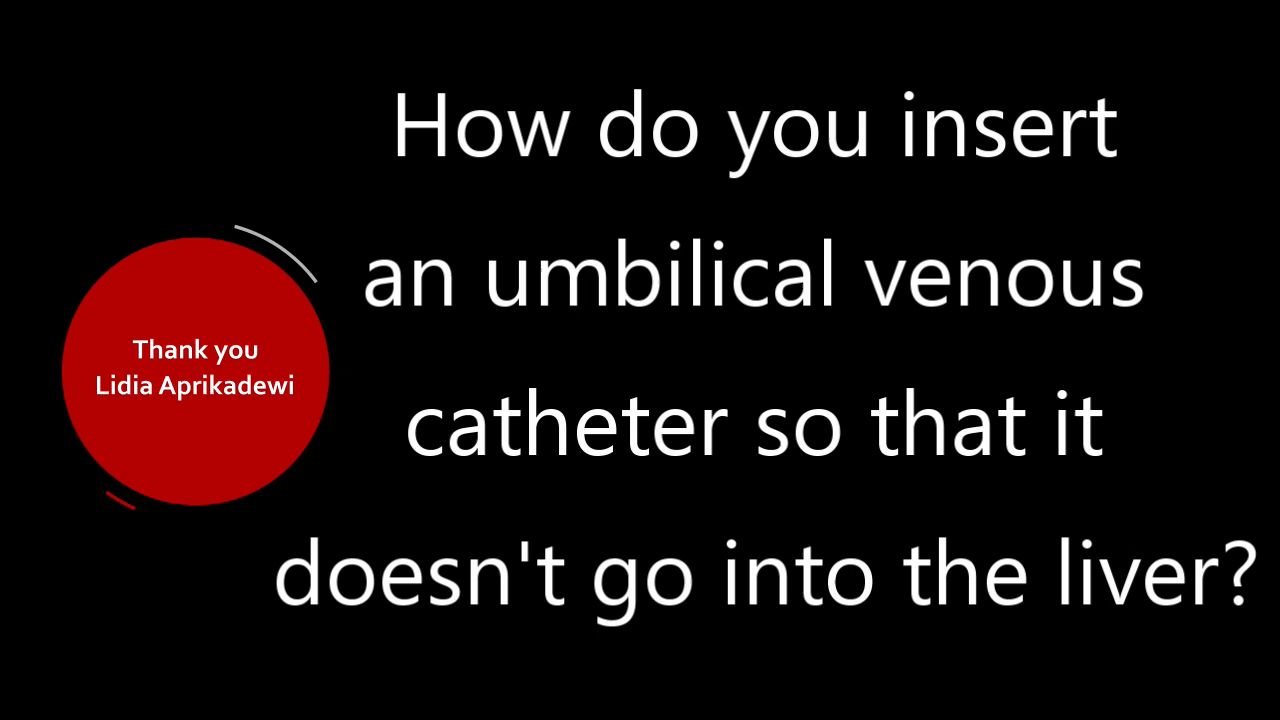 How do you insert
an umbilical venous
catheter so that it
doesn't go into the liver?
Thank you
Lidia Aprikadewi